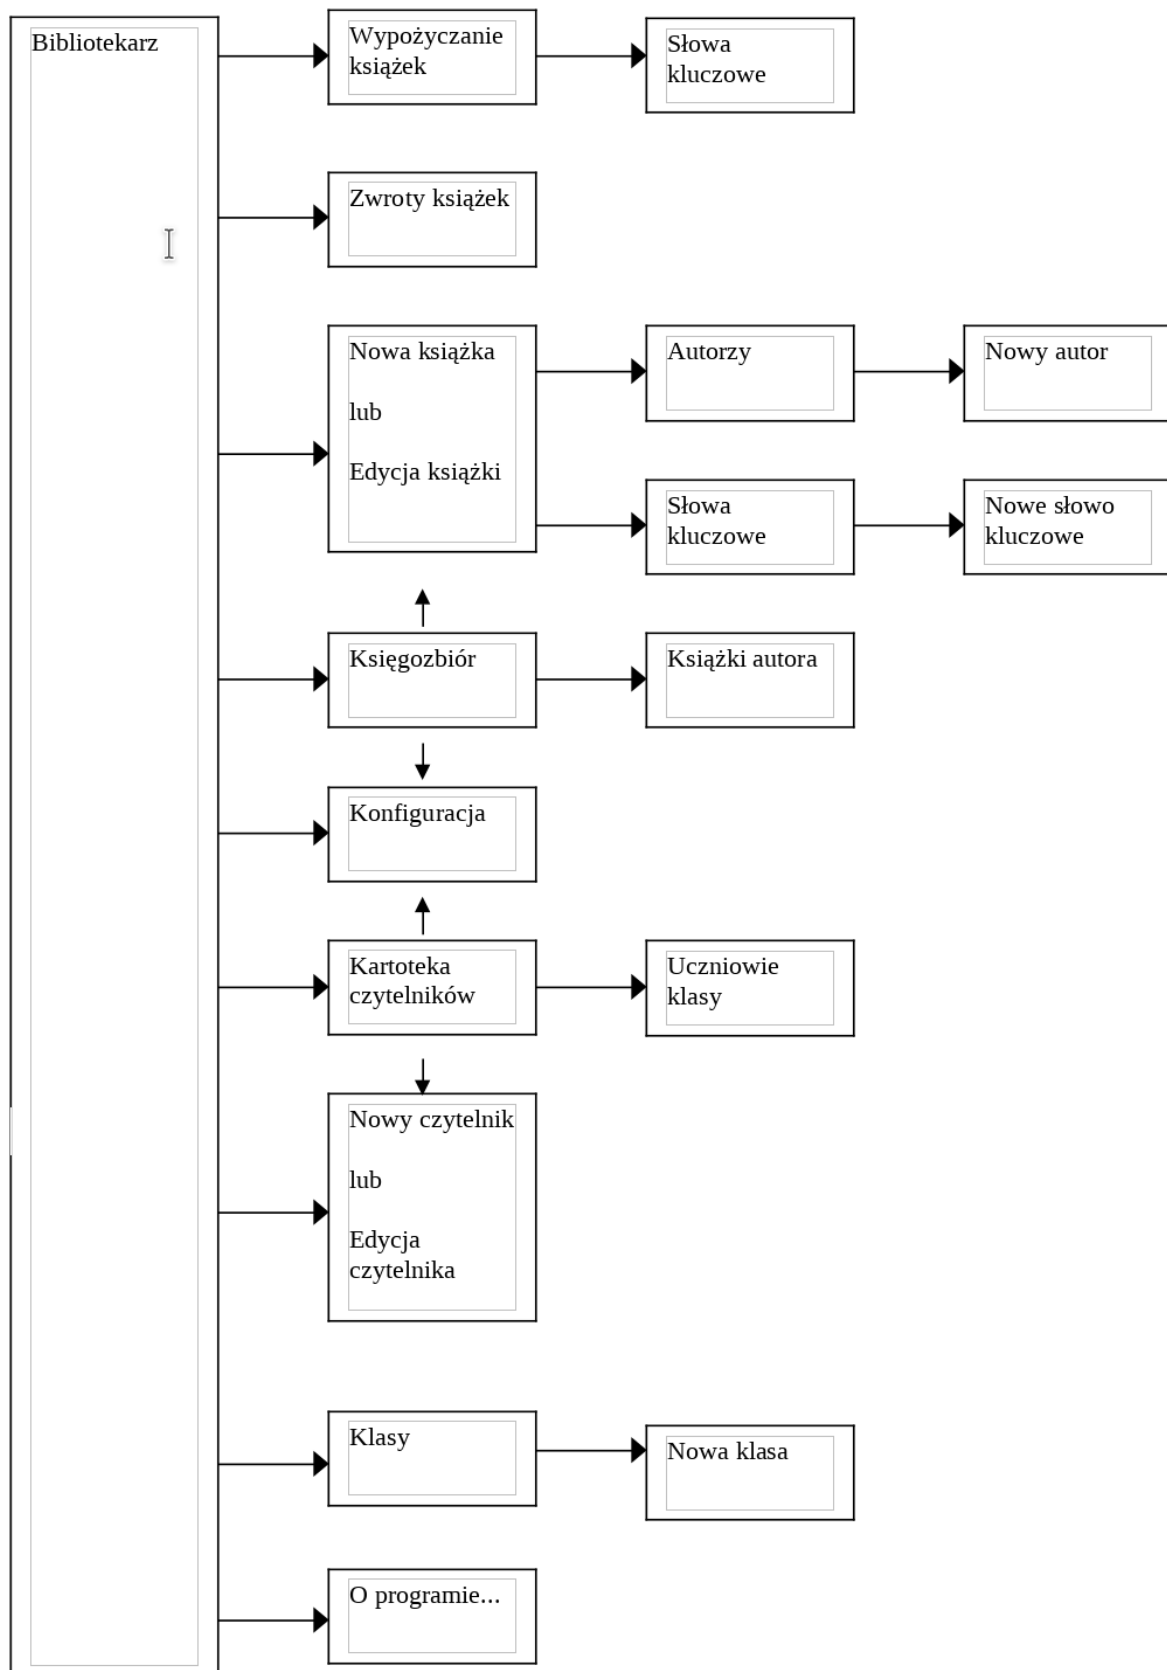 Bibliotekarz
Wypożyczanie
książek
Słowa
kluczowe
Zwroty książek
Nowa książka
lub
Edycja książki
Autorzy
Nowy autor
Słowa
kluczowe
Nowe słowo
kluczowe
Księgozbiór
Książki autora
Konfiguracja
Kartoteka
czytelników
Uczniowie
klasy
Nowy czytelnik
lub
Edycja
czytelnika
Klasy
Nowa klasa
O programie...